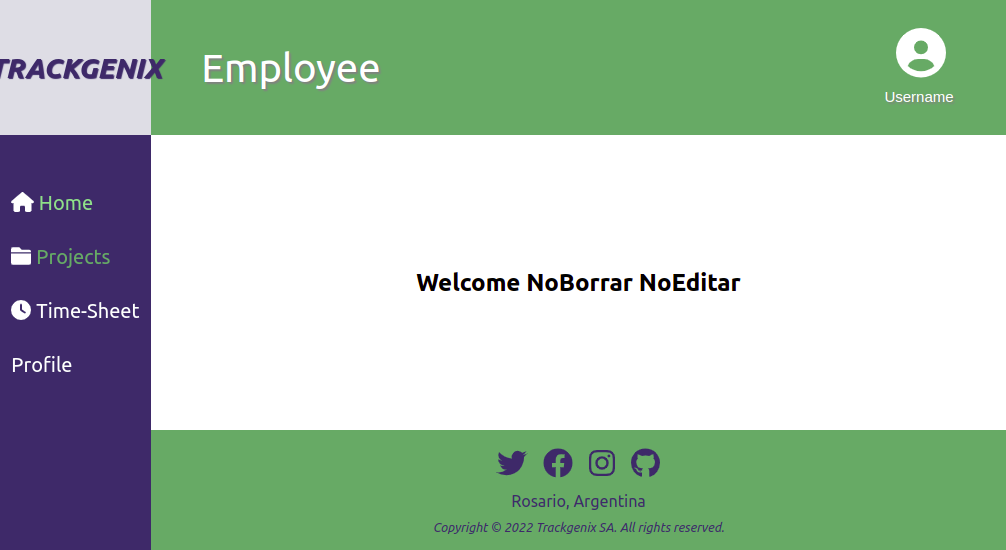 TRACKGENIX
Employee
Username
Home
Projects
Time-Sheet
Profile
Welcome NoBorrar NoEditar
Rosario, Argentina
Copyright © 2022 Trackgenix SA. All rights reserved.